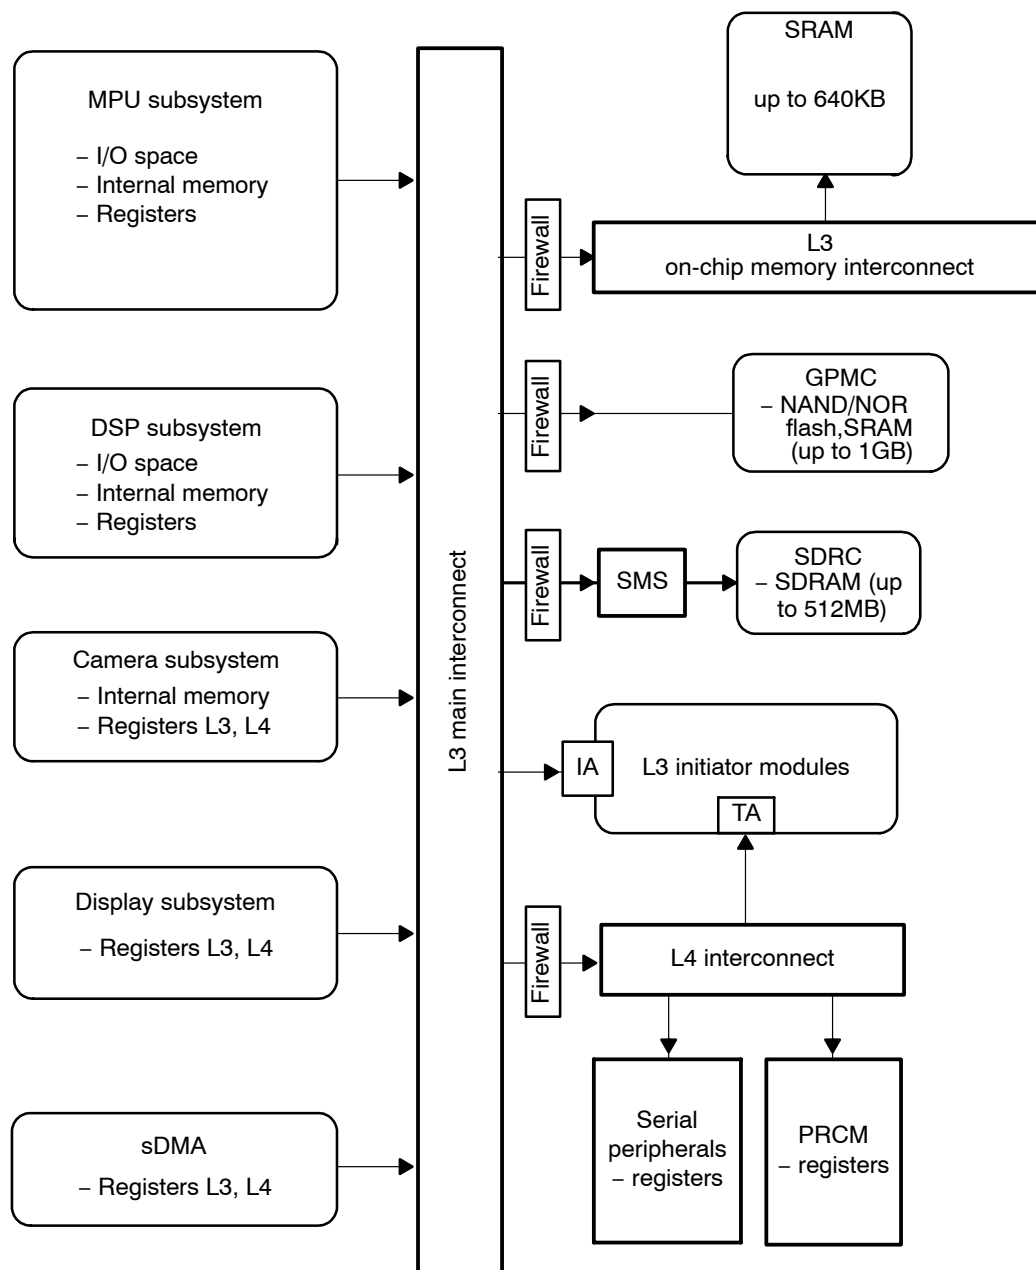 MPU subsystem
– I/O space
– Internal memory
– Registers
DSP subsystem
– I/O space
– Internal memory
– Registers
Camera subsystem
– Internal memory
– Registers L3, L4
Display subsystem
– Registers L3, L4
sDMA
– Registers L3, L4
L3 main interconnect
SRAM
up to 640KB
Firewall
L3
on-chip memory interconnect
Firewall
GPMC
– NAND/NOR
flash,SRAM
(up to 1GB)
Firewall
SMS
SDRC
– SDRAM (up
to 512MB)
IA
L3 initiator modules
TA
Firewall
L4 interconnect
Serial
peripherals
– registers
PRCM
– registers